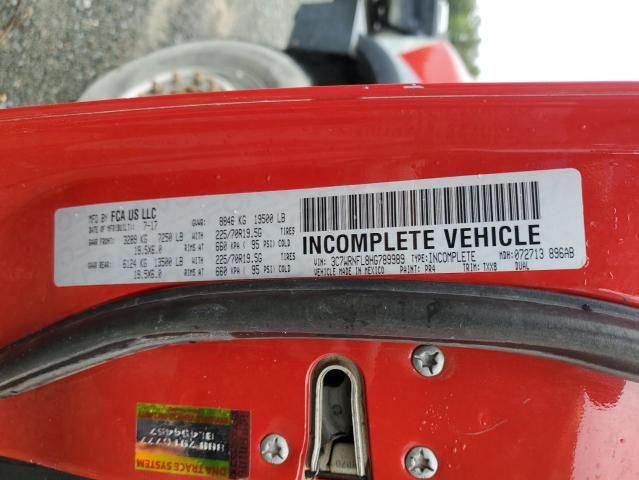 MFD BY FCA US LLC
DATE OF MFR(BUILT): 7-17 GVWR: 8846 KG 19500 LB
GAWR FRONT: 3289 KG 7250 LB WITH 225/70R19.5G TIRES
19.5X6.0 RIMS AT 660 KPA ( 95 PSI) COLD
GAWR REAR: 6124 KG 13500 LB WITH 225/70R19.5G TIRES
19.5X6.0 RIMS AT 660 KPA ( 95 PSI) COLD
INCOMPLETE VEHICLE
VIN: 3C7WRNFL8HG789989 TYPE: INCOMPLETE MDH: 072713 896AB
VEHICLE MADE IN MEXICO PAINT: PR4 TRIM: TXX8 DUAL
DNA TRACE SYSTEM